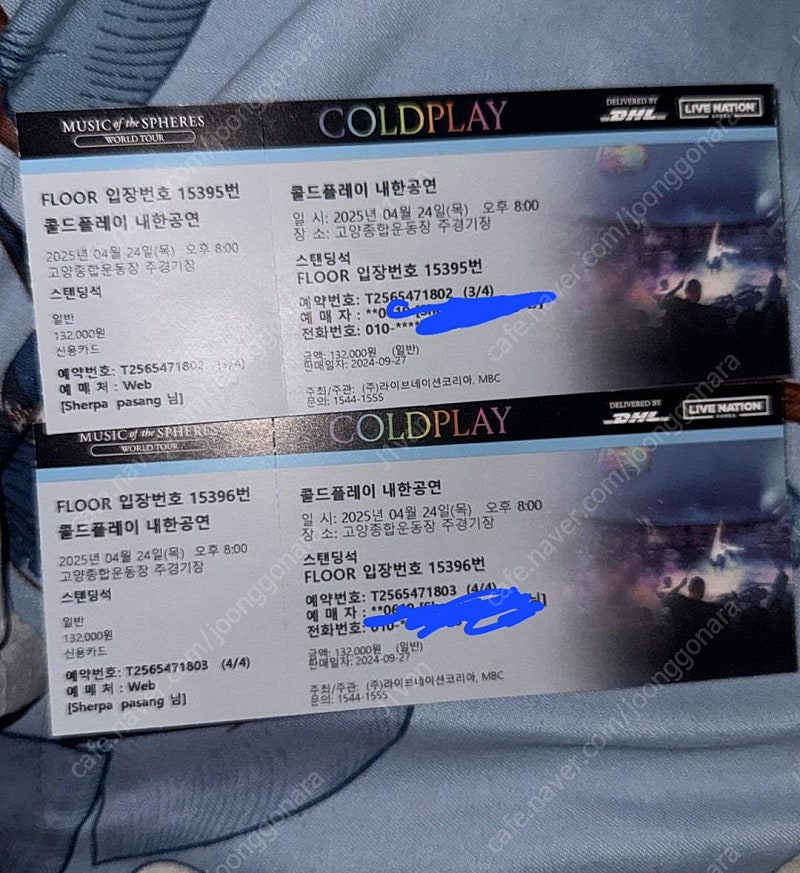 MUSIC of the SPHERES
WORLD TOUR
COLDPLAY
DELIVERED BY
DHL
LIVE NATION
KOREA
FLOOR 입장번호 15395번
콜드플레이 내한공연
2025년 04월 24일(목) 오후 8:00
고양종합운동장 주경기장
스탠딩석
일반
132,000원
신용카드
예약번호: T2565471802 (3/4)
예 매 처 : Web
[Sherpa pasang 님]
콜드플레이 내한공연
일 시: 2025년 04월 24일(목) 오후 8:00
장 소: 고양종합운동장 주경기장
스탠딩석
FLOOR 입장번호 15395번
예약번호: T2565471802 (3/4)
예 매 자 :
전화번호: 010-****
금액: 132,000원 (일반)
판매일자: 2024-09-27
주최/주관: (주)라이브네이션코리아, MBC
문의: 1544-1555
MUSIC of the SPHERES
WORLD TOUR
COLDPLAY
DELIVERED BY
DHL
LIVE NATION
KOREA
FLOOR 입장번호 15396번
콜드플레이 내한공연
2025년 04월 24일(목) 오후 8:00
고양종합운동장 주경기장
스탠딩석
일반
132,000원
신용카드
예약번호: T2565471803 (4/4)
예 매 처 : Web
[Sherpa pasang 님]
콜드플레이 내한공연
일 시: 2025년 04월 24일(목) 오후 8:00
장 소: 고양종합운동장 주경기장
스탠딩석
FLOOR 입장번호 15396번
예약번호: T2565471803 (4/4)
예 매 자 :
전화번호: 010-
금액: 132,000원 (일반)
판매일자: 2024-09-27
주최/주관: (주)라이브네이션코리아, MBC
문의: 1544-1555
cafe.naver.com/joonggonara